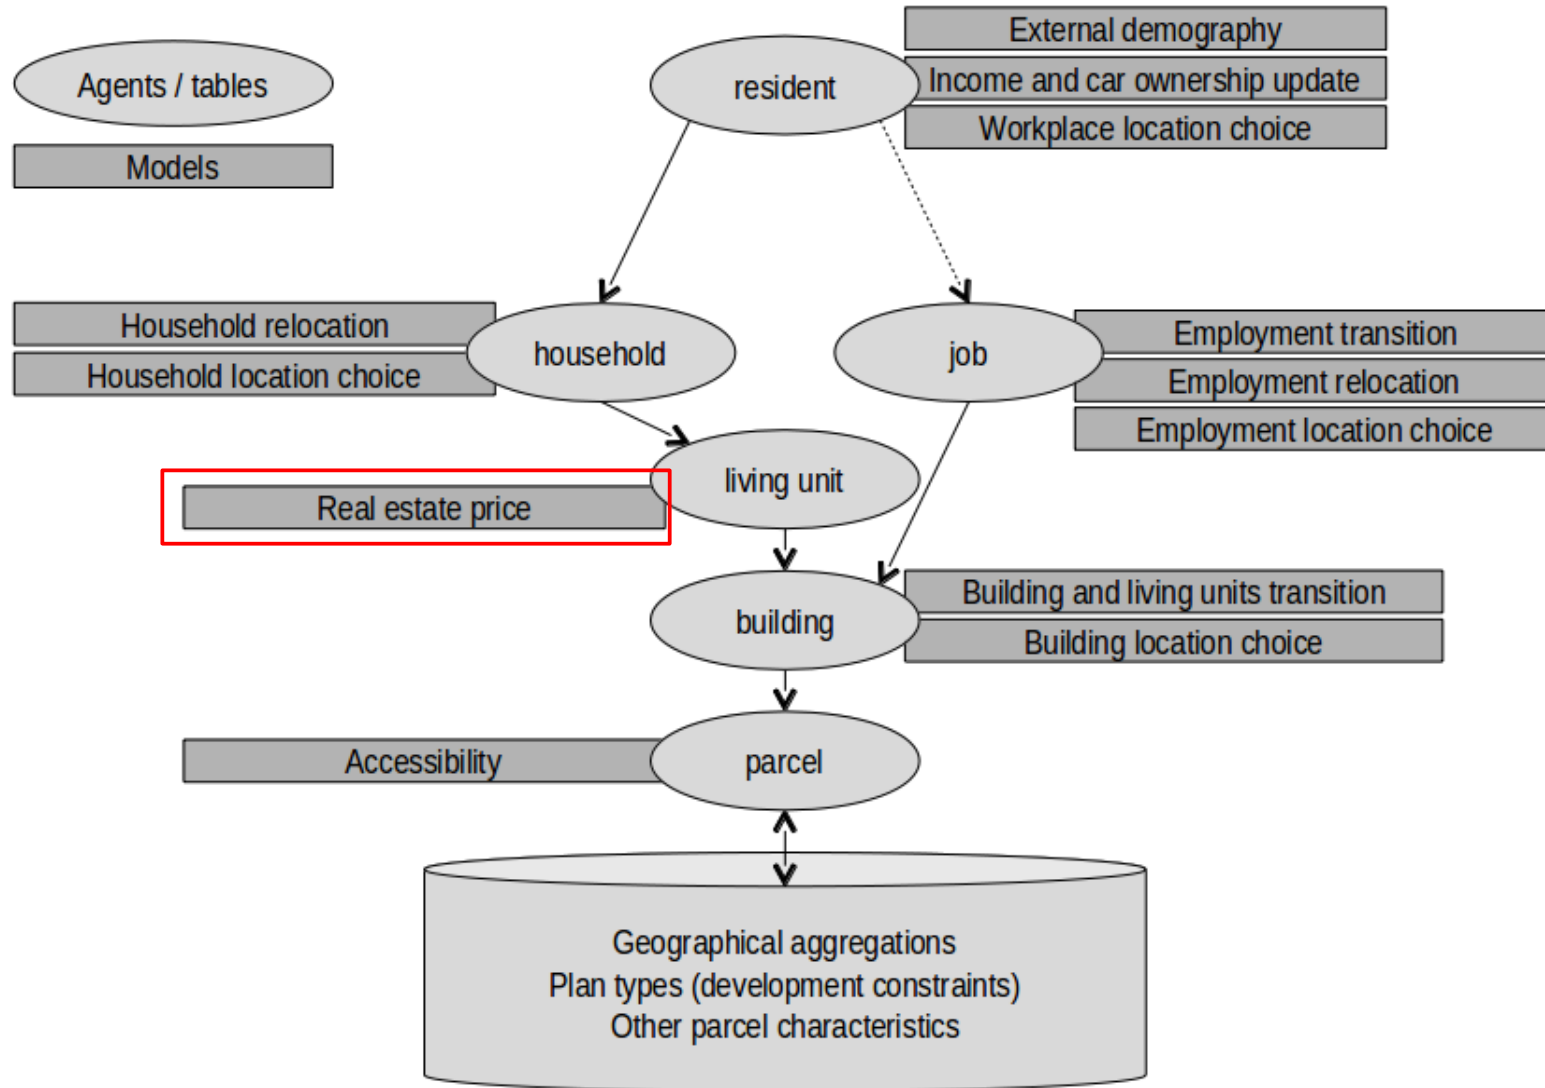 Agents / tables
Models
resident
External demography
Income and car ownership update
Workplace location choice
Household relocation
Household location choice
household
job
Employment transition
Employment relocation
Employment location choice
living unit
Real estate price
building
Building and living units transition
Building location choice
Accessibility
parcel
Geographical aggregations
Plan types (development constraints)
Other parcel characteristics